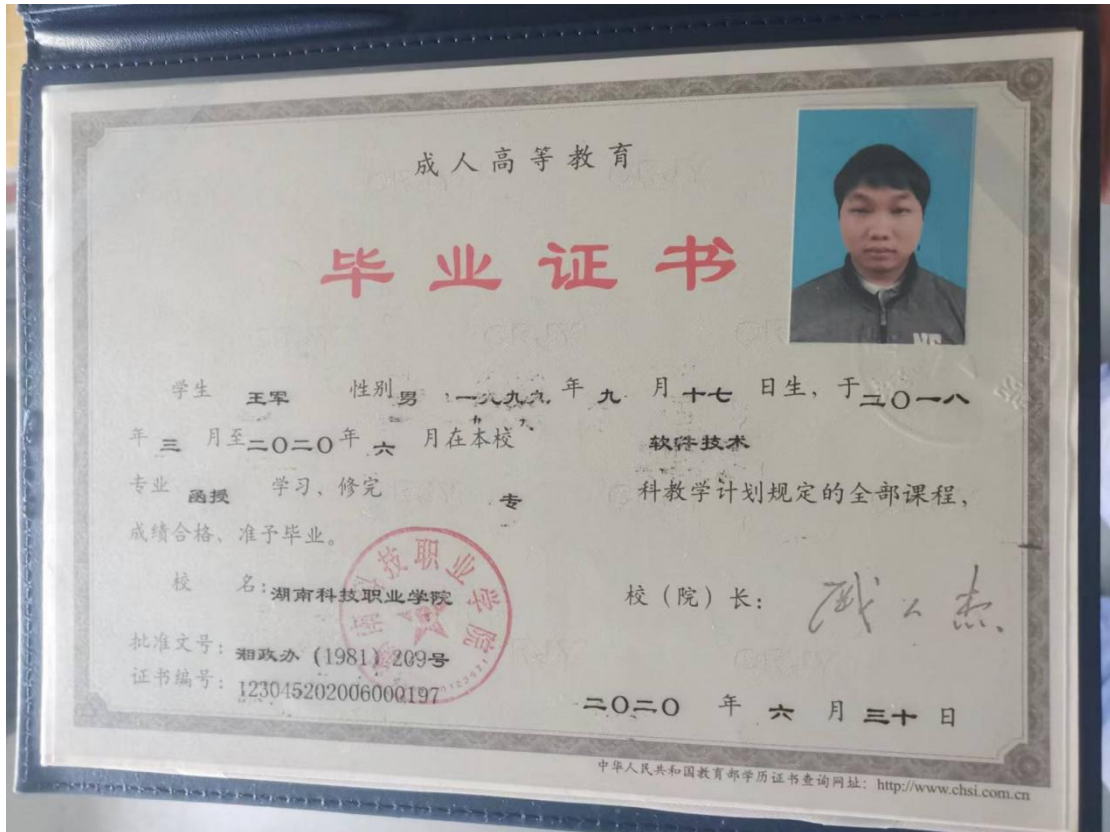 成人高等教育
毕业证书
学生 王军 性别 男 ,一九九九年 九 月 十七 日生, 于二〇一八
年 三 月至二〇二〇年 六 月在本校 软件技术
专业 函授 学习、修完 专 科教学计划规定的全部课程,
成绩合格、准予毕业。
校 名: 湖南科技职业学院
校(院)长:
批准文号: 湘政办(1981)209号
证书编号: 123045202006000197
二〇二〇 年 六 月 三十 日
中华人民共和国教育部学历证书查询网址: http://www.chsi.com.cn